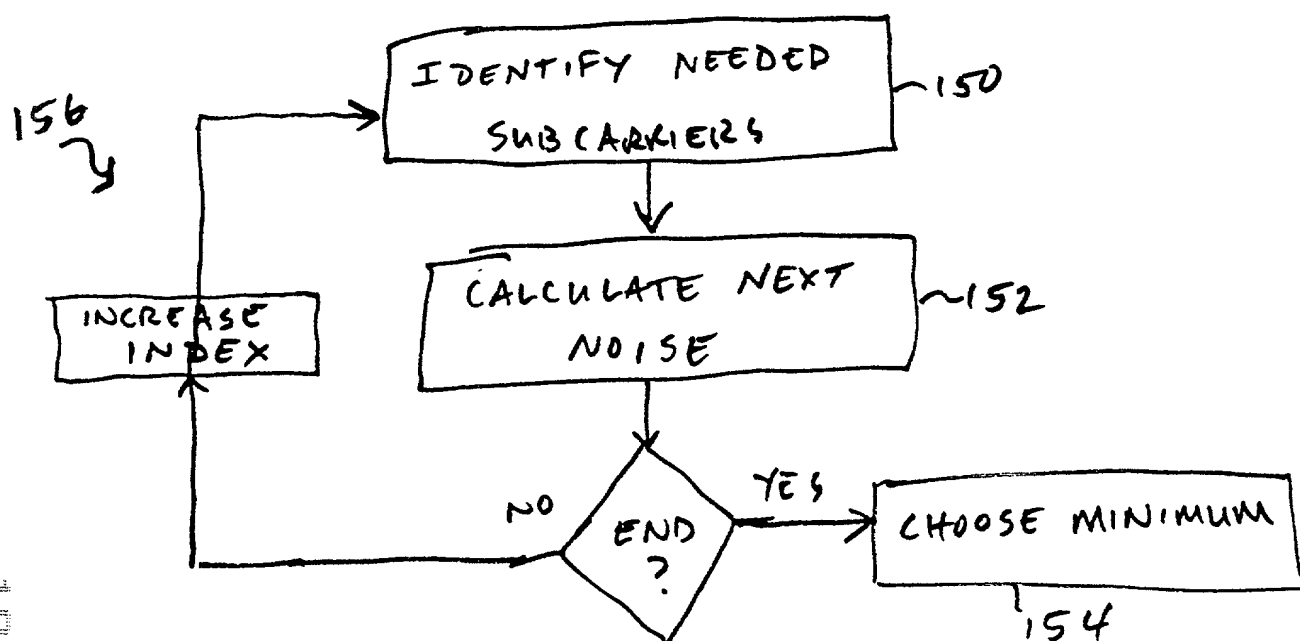 IDENTIFY NEEDED
SUBCARRIERS
150
156
CALCULATE NEXT
NOISE
152
INCREASE
INDEX
NO
END
?
YES
CHOOSE MINIMUM
154